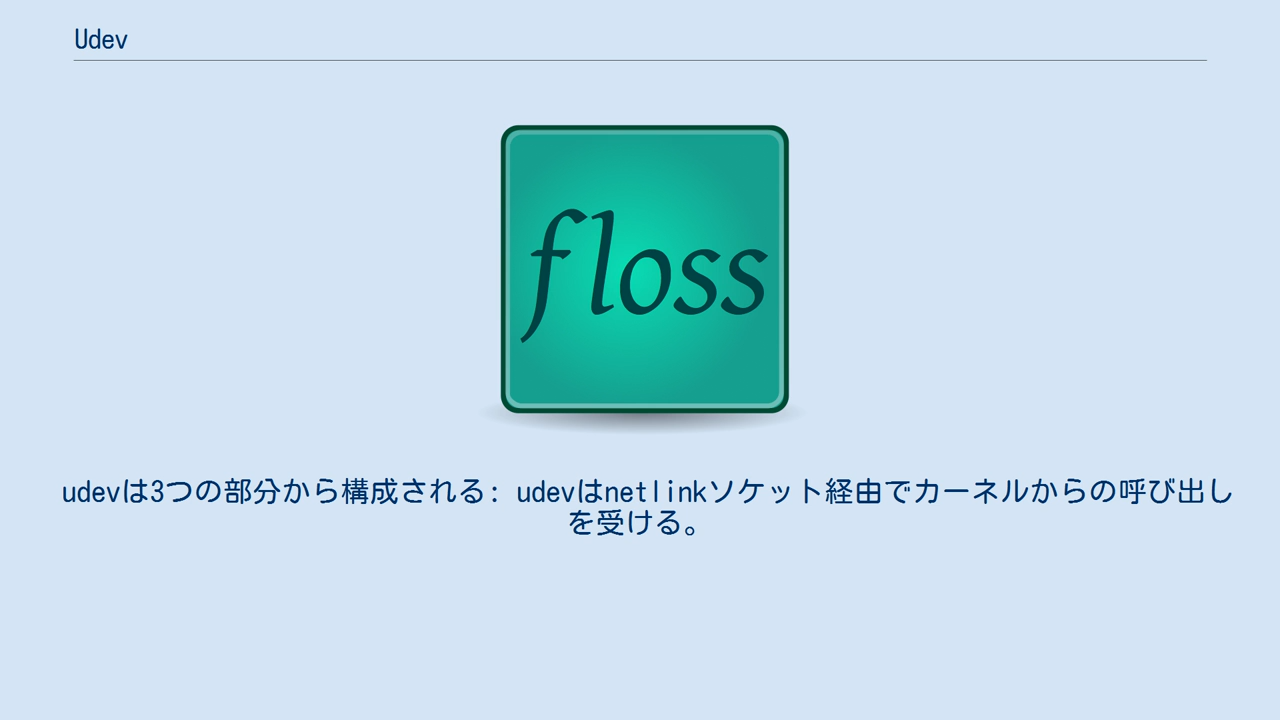 Udev
floss
udevは3つの部分から構成される: udevはnetlinkソケット経由でカーネルからの呼び出し
を受ける。